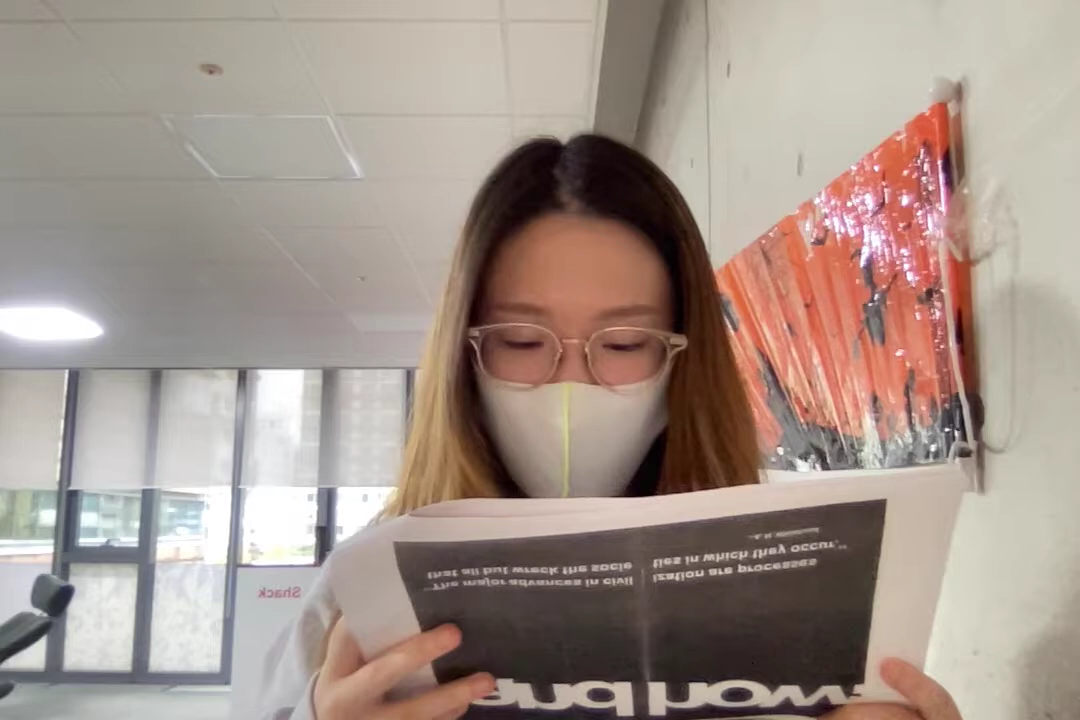 “The major advances in civil ization are processes
that all but wreck the socie ties in which they occur.”
—A. N. Whitehead
Shack